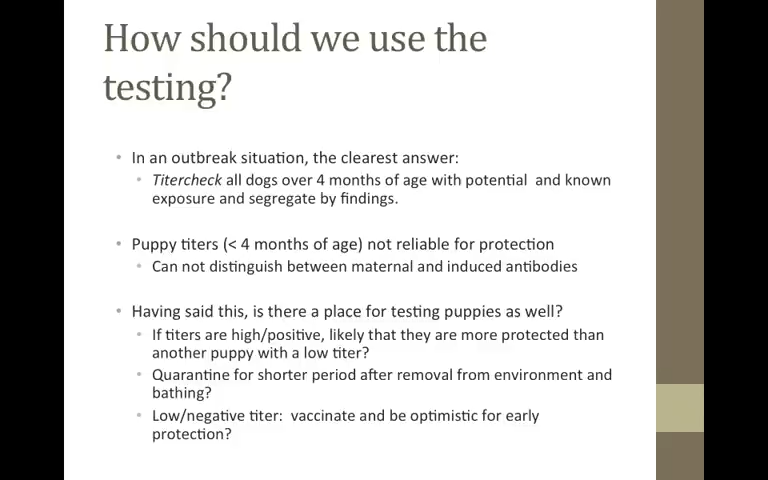 How should we use the
testing?
• In an outbreak situation, the clearest answer:
• Titercheck all dogs over 4 months of age with potential and known
exposure and segregate by findings.
• Puppy titers (< 4 months of age) not reliable for protection
• Can not distinguish between maternal and induced antibodies
• Having said this, is there a place for testing puppies as well?
• If titers are high/positive, likely that they are more protected than
another puppy with a low titer?
• Quarantine for shorter period after removal from environment and
bathing?
• Low/negative titer: vaccinate and be optimistic for early
protection?